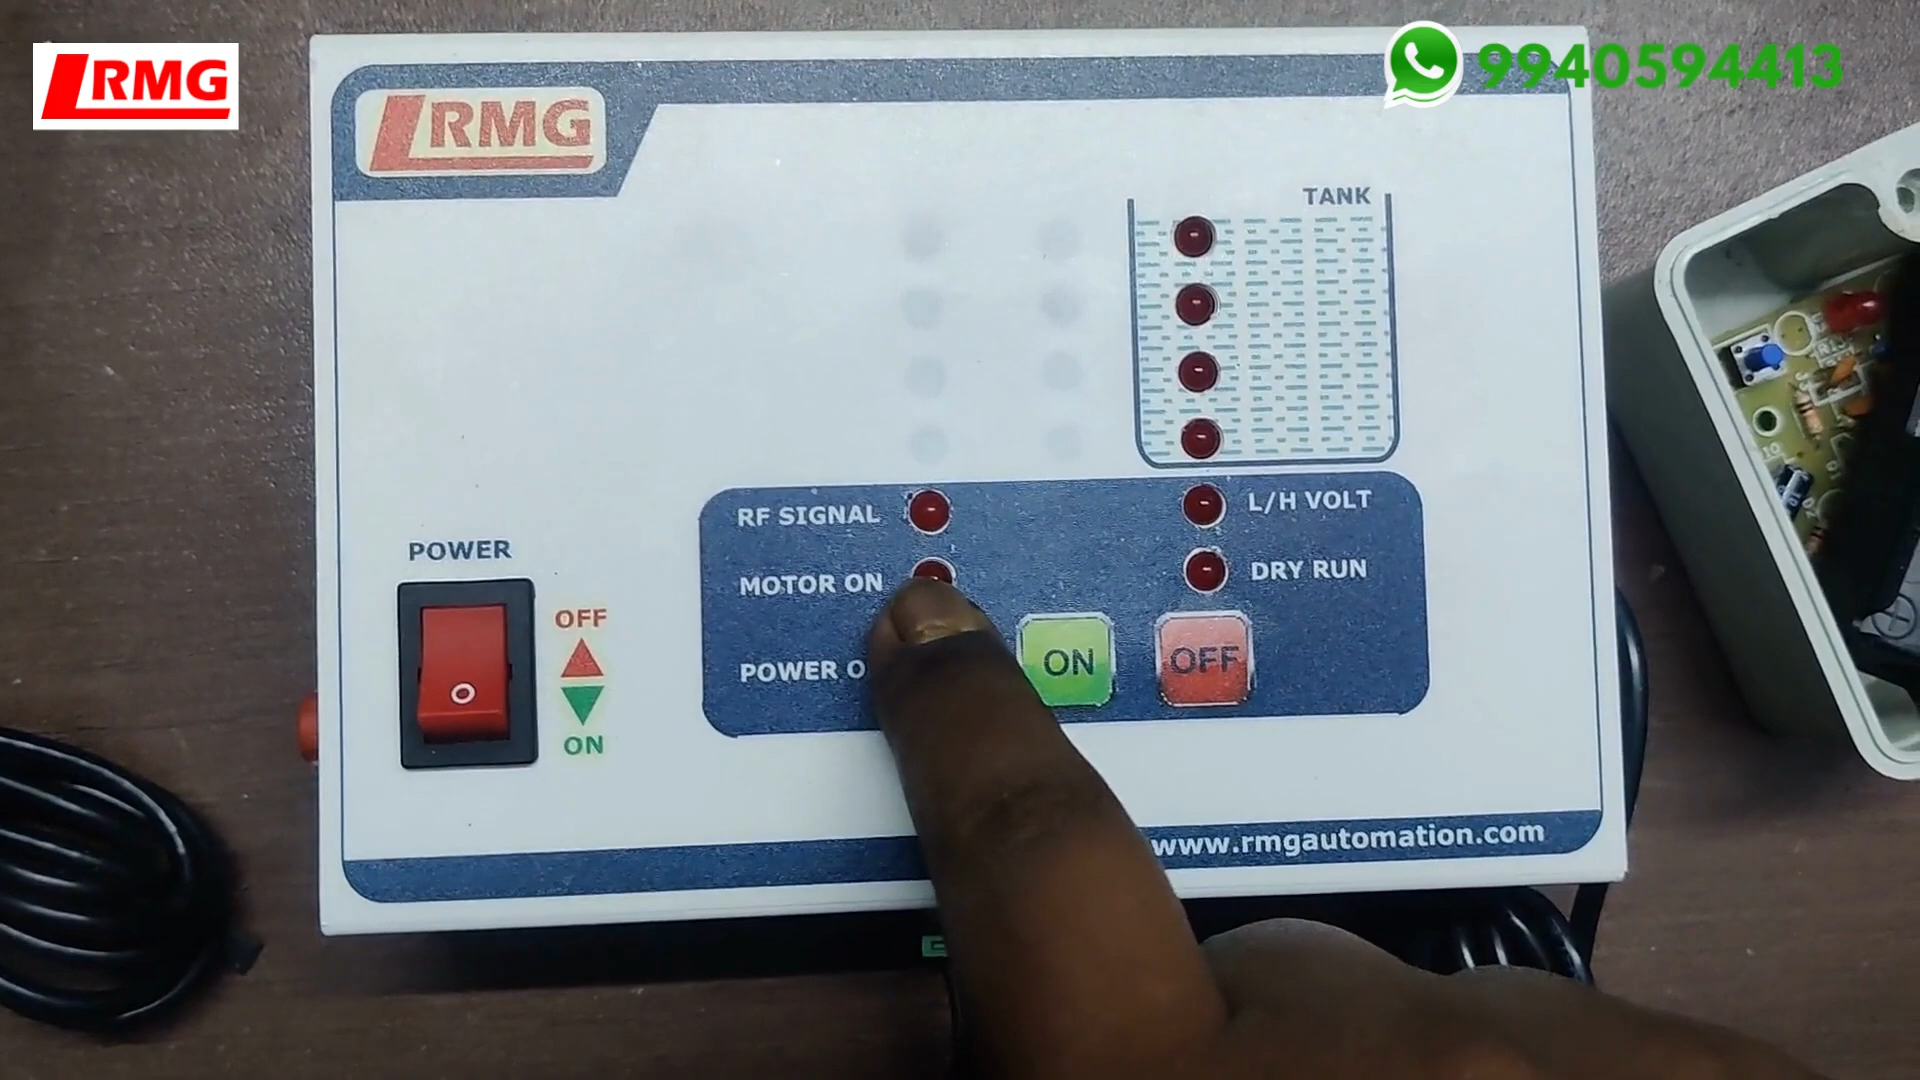 RMG
9940594413
RMG
TANK
RF SIGNAL
L/H VOLT
MOTOR ON
DRY RUN
POWER
OFF
ON
POWER O
ON
OFF
www.rmgautomation.com